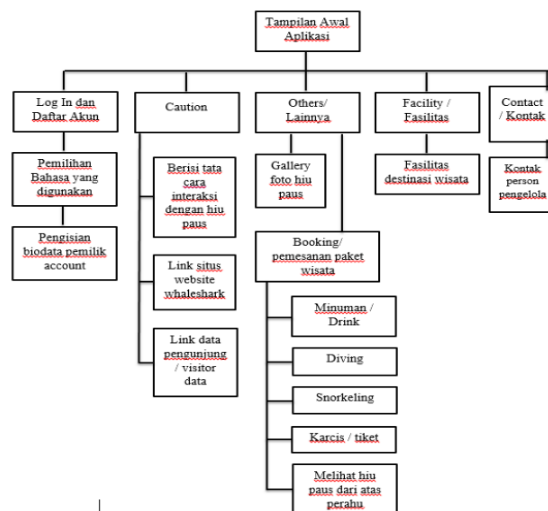 Tampilan Awal
Aplikasi
Log In dan
Daftar Akun
Pemilihan
Bahasa yang
digunakan
Pengisian
biodata pemilik
account
Caution
Berisi tata
cara
interaksi
dengan hiu
paus
Link situs
website
whaleshark
Link data
pengunjung
/ visitor
data
Others/
Lainnya
Gallery
foto hiu
paus
Booking/
pemesanan paket
wisata
Minuman /
Drink
Diving
Snorkeling
Karcis / tiket
Melihat hiu
paus dari atas
perahu
Facility /
Fasilitas
Fasilitas
destinasi wisata
Contact
/ Kontak
Kontak
person
pengelola